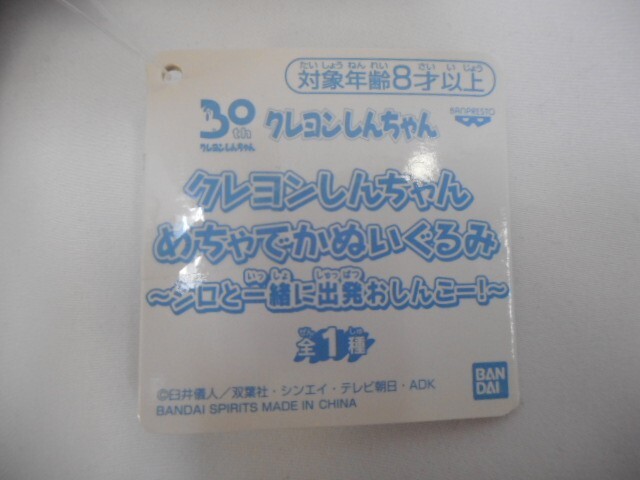 たいしょうねんれい さい いじょう
対象年齢8才以上
30th クレヨンしんちゃん BANPRESTO
クレヨンしんちゃん
クレヨンしんちゃん
めちゃでかぬいぐるみ
いっしょ しゅっぱつ
~シロと一緒に出発おしんこー!~
ぜん しゅ
全1種
©臼井儀人/双葉社・シンエイ・テレビ朝日・ADK
BANDAI SPIRITS MADE IN CHINA
BAN
DAI